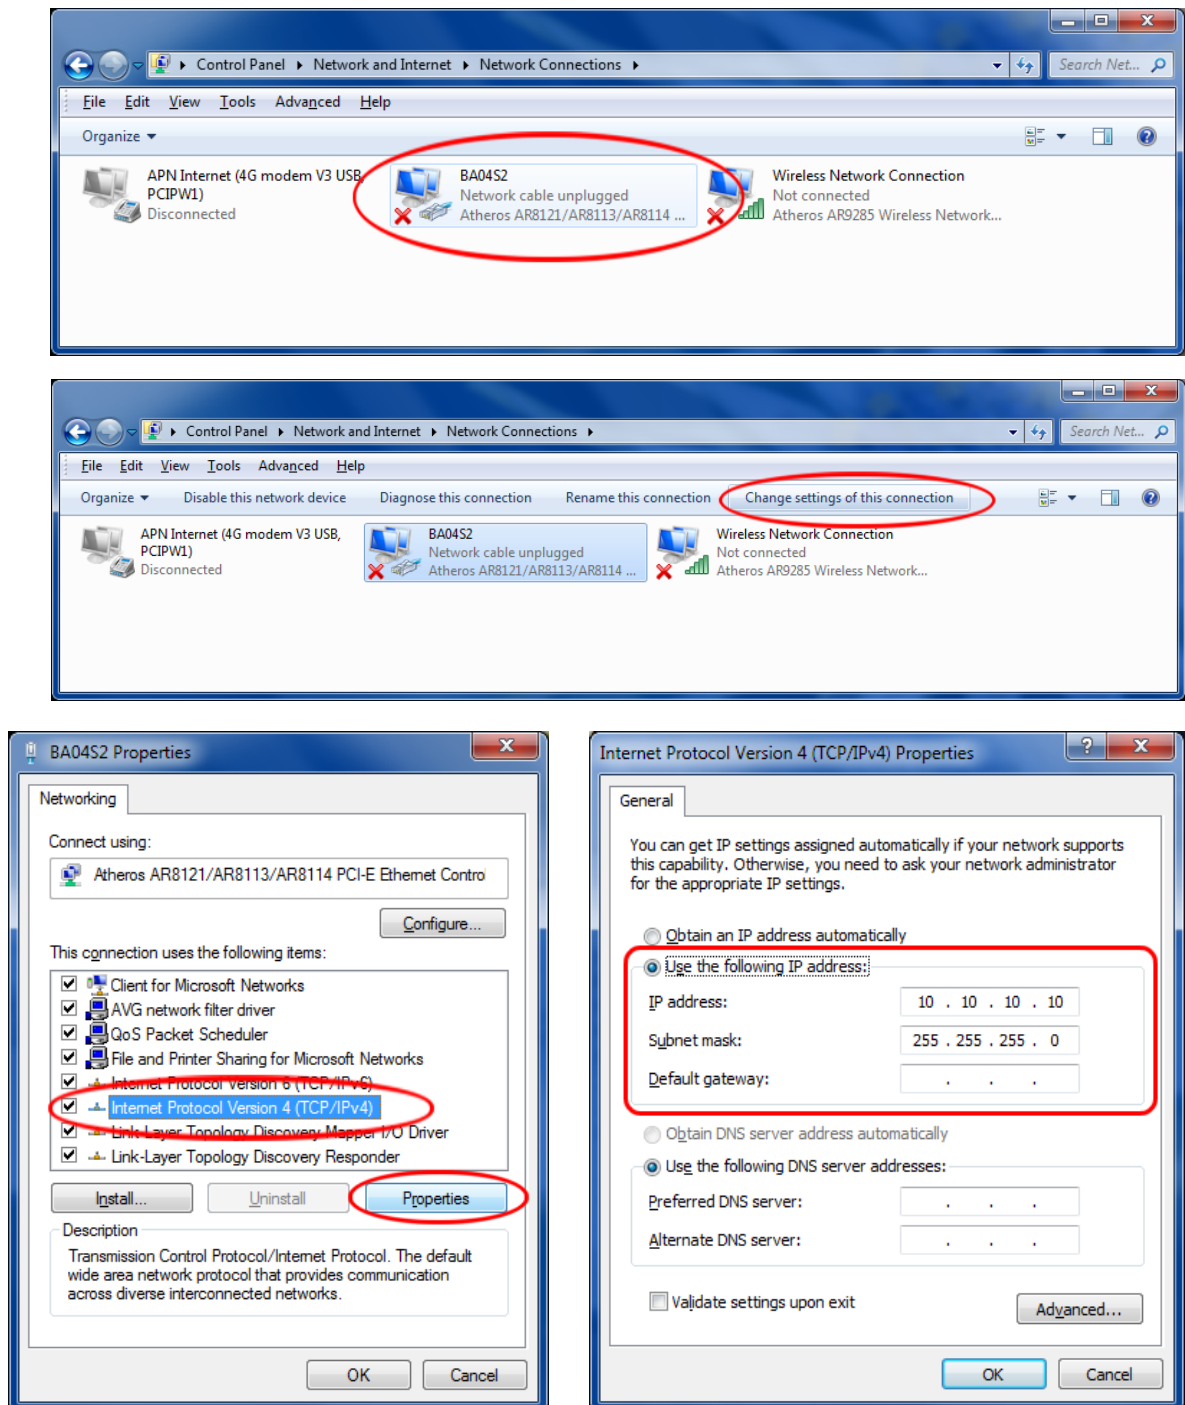 Control Panel Network and Internet Network Connections Search Net...
File Edit View Tools Advanced Help
Organize
APN Internet (4G modem V3 USB,
PCIPW1)
Disconnected
BA04S2
Network cable unplugged
Atheros AR8121/AR8113/AR8114 ...
Wireless Network Connection
Not connected
Atheros AR9285 Wireless Network...
Control Panel Network and Internet Network Connections Search Net...
File Edit View Tools Advanced Help
Organize Disable this network device Diagnose this connection Rename this connection Change settings of this connection
APN Internet (4G modem V3 USB,
PCIPW1)
Disconnected
BA04S2
Network cable unplugged
Atheros AR8121/AR8113/AR8114 ...
Wireless Network Connection
Not connected
Atheros AR9285 Wireless Network...
BA04S2 Properties
Networking
Connect using:
Atheros AR8121/AR8113/AR8114 PCI-E Ethernet Control
Configure...
This connection uses the following items:
Client for Microsoft Networks
AVG network filter driver
QoS Packet Scheduler
File and Printer Sharing for Microsoft Networks
Internet Protocol Version 6 (TCP/IPv6)
Internet Protocol Version 4 (TCP/IPv4)
Link-Layer Topology Discovery Mapper I/O Driver
Link-Layer Topology Discovery Responder
Install... Uninstall Properties
Description
Transmission Control Protocol/Internet Protocol. The default
wide area network protocol that provides communication
across diverse interconnected networks.
OK Cancel
Internet Protocol Version 4 (TCP/IPv4) Properties
General
You can get IP settings assigned automatically if your network supports
this capability. Otherwise, you need to ask your network administrator
for the appropriate IP settings.
Obtain an IP address automatically
Use the following IP address:
IP address: 10 . 10 . 10 . 10
Subnet mask: 255 . 255 . 255 . 0
Default gateway: . . .
Obtain DNS server address automatically
Use the following DNS server addresses:
Preferred DNS server: . . .
Alternate DNS server: . . .
Validate settings upon exit
Advanced...
OK Cancel